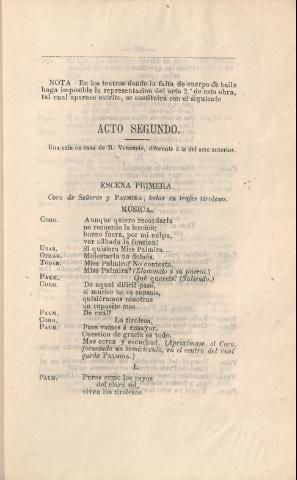 NOTA En los teatros donde la falta de cuerpo de baile
haga imposible la representacion del acto 2.° de esta obra,
tal cual aparece escrito, se sustituirá con el siguiente
ACTO SEGUNDO.
Una sala en casa de D. Venancio, diferente á la del acto anterior.
ESCENA PRIMERA.
Coro de Señoras y PALMIRA, todas en trajes tiroleses.
MÚSICA.
CORO. Aunque quiero recordarla
no recuerdo la leccion;
bueno fuera, por mi culpa,
ver silbada la funcion!
UNAS. Si quisiera Miss Palmira...
OTRAS. Molestarla no debeis.
TODAS. Miss Palmira! No contesta.
Miss Palmira? (Llamando á su puerta.)
PALM. Qué quereis? (Saliendo.)
CORO. De aquel difícil paso,
si mucho no os cansais,
quisiéramos nosotras
un repasito mas.
PALM. De cuál?
CORO. La tirolesa.
PALM. Pues vamos á ensayar.
Cuestion de gracia es todo.
Mas cerca y escuchad. (Aproxímase el Coro,
formando un semicírculo, en el centro del cual
queda PALMIRA.)
I.
PALM. Puras como los rayos
del claro sol,
viven las tirolesas